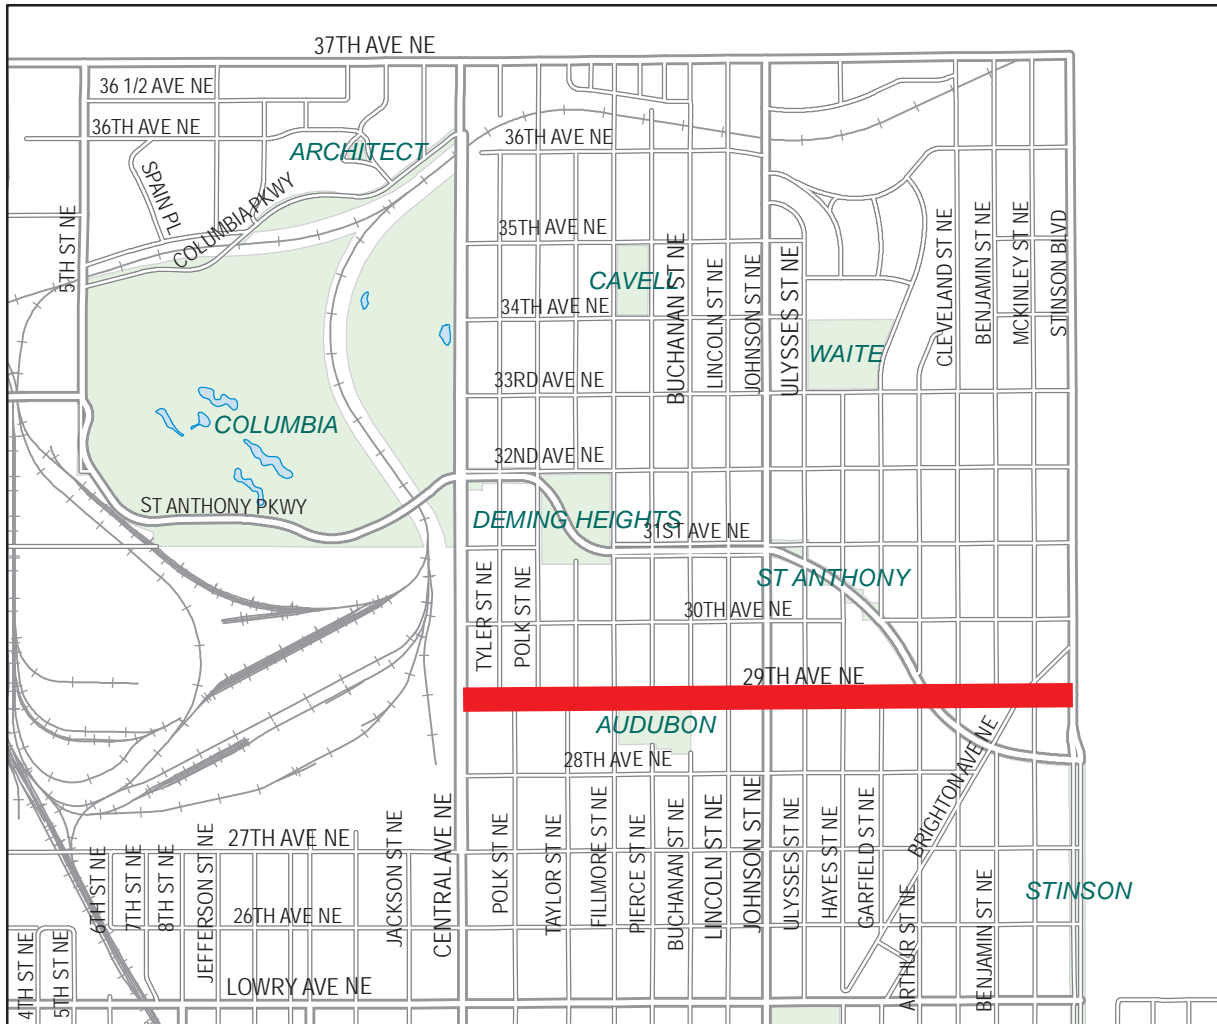 37TH AVE NE
36 1/2 AVE NE
36TH AVE NE
36TH AVE NE
ARCHITECT
SPAIN PL
COLUMBIA PKWY
5TH ST NE
35TH AVE NE
CAVELL
34TH AVE NE
BUCHANAN ST NE
LINCOLN ST NE
JOHNSON ST NE
ULYSSES ST NE
CLEVELAND ST NE
BENJAMIN ST NE
MCKINLEY ST NE
STINSON BLVD
WAITE
33RD AVE NE
COLUMBIA
32ND AVE NE
ST ANTHONY PKWY
DEMING HEIGHTS
31ST AVE NE
ST ANTHONY
30TH AVE NE
TYLER ST NE
POLK ST NE
29TH AVE NE
AUDUBON
28TH AVE NE
BRIGHTON AVE NE
27TH AVE NE
6TH ST NE
7TH ST NE
8TH ST NE
JEFFERSON ST NE
JACKSON ST NE
CENTRAL AVE NE
POLK ST NE
TAYLOR ST NE
FILLMORE ST NE
PIERCE ST NE
BUCHANAN ST NE
LINCOLN ST NE
JOHNSON ST NE
ULYSSES ST NE
HAYES ST NE
GARFIELD ST NE
ARTHUR ST NE
BENJAMIN ST NE
STINSON
26TH AVE NE
4TH ST NE
5TH ST NE
LOWRY AVE NE